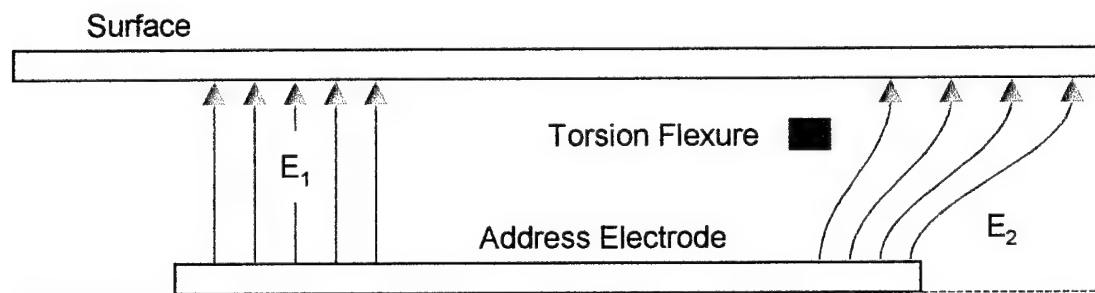 Surface
Torsion Flexure
E₁
Address Electrode
E₂